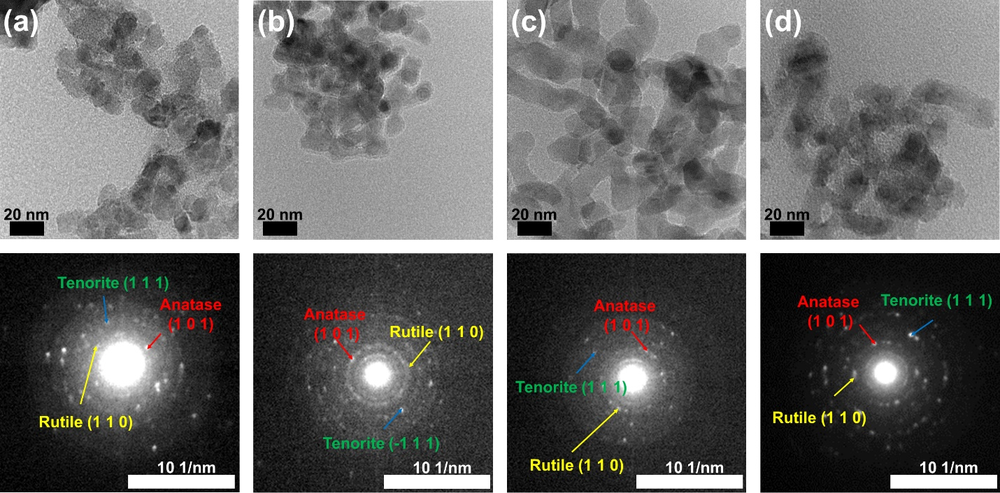 (a)
20 nm
(b)
20 nm
(c)
20 nm
(d)
20 nm
Tenorite (1 1 1)
Anatase
(1 0 1)
Rutile (1 1 0)
10 1/nm
Anatase
(1 0 1)
Rutile (1 1 0)
Tenorite (-1 1 1)
10 1/nm
Anatase
(1 0 1)
Tenorite (1 1 1)
Rutile (1 1 0)
10 1/nm
Anatase
(1 0 1)
Tenorite (1 1 1)
Rutile (1 1 0)
10 1/nm